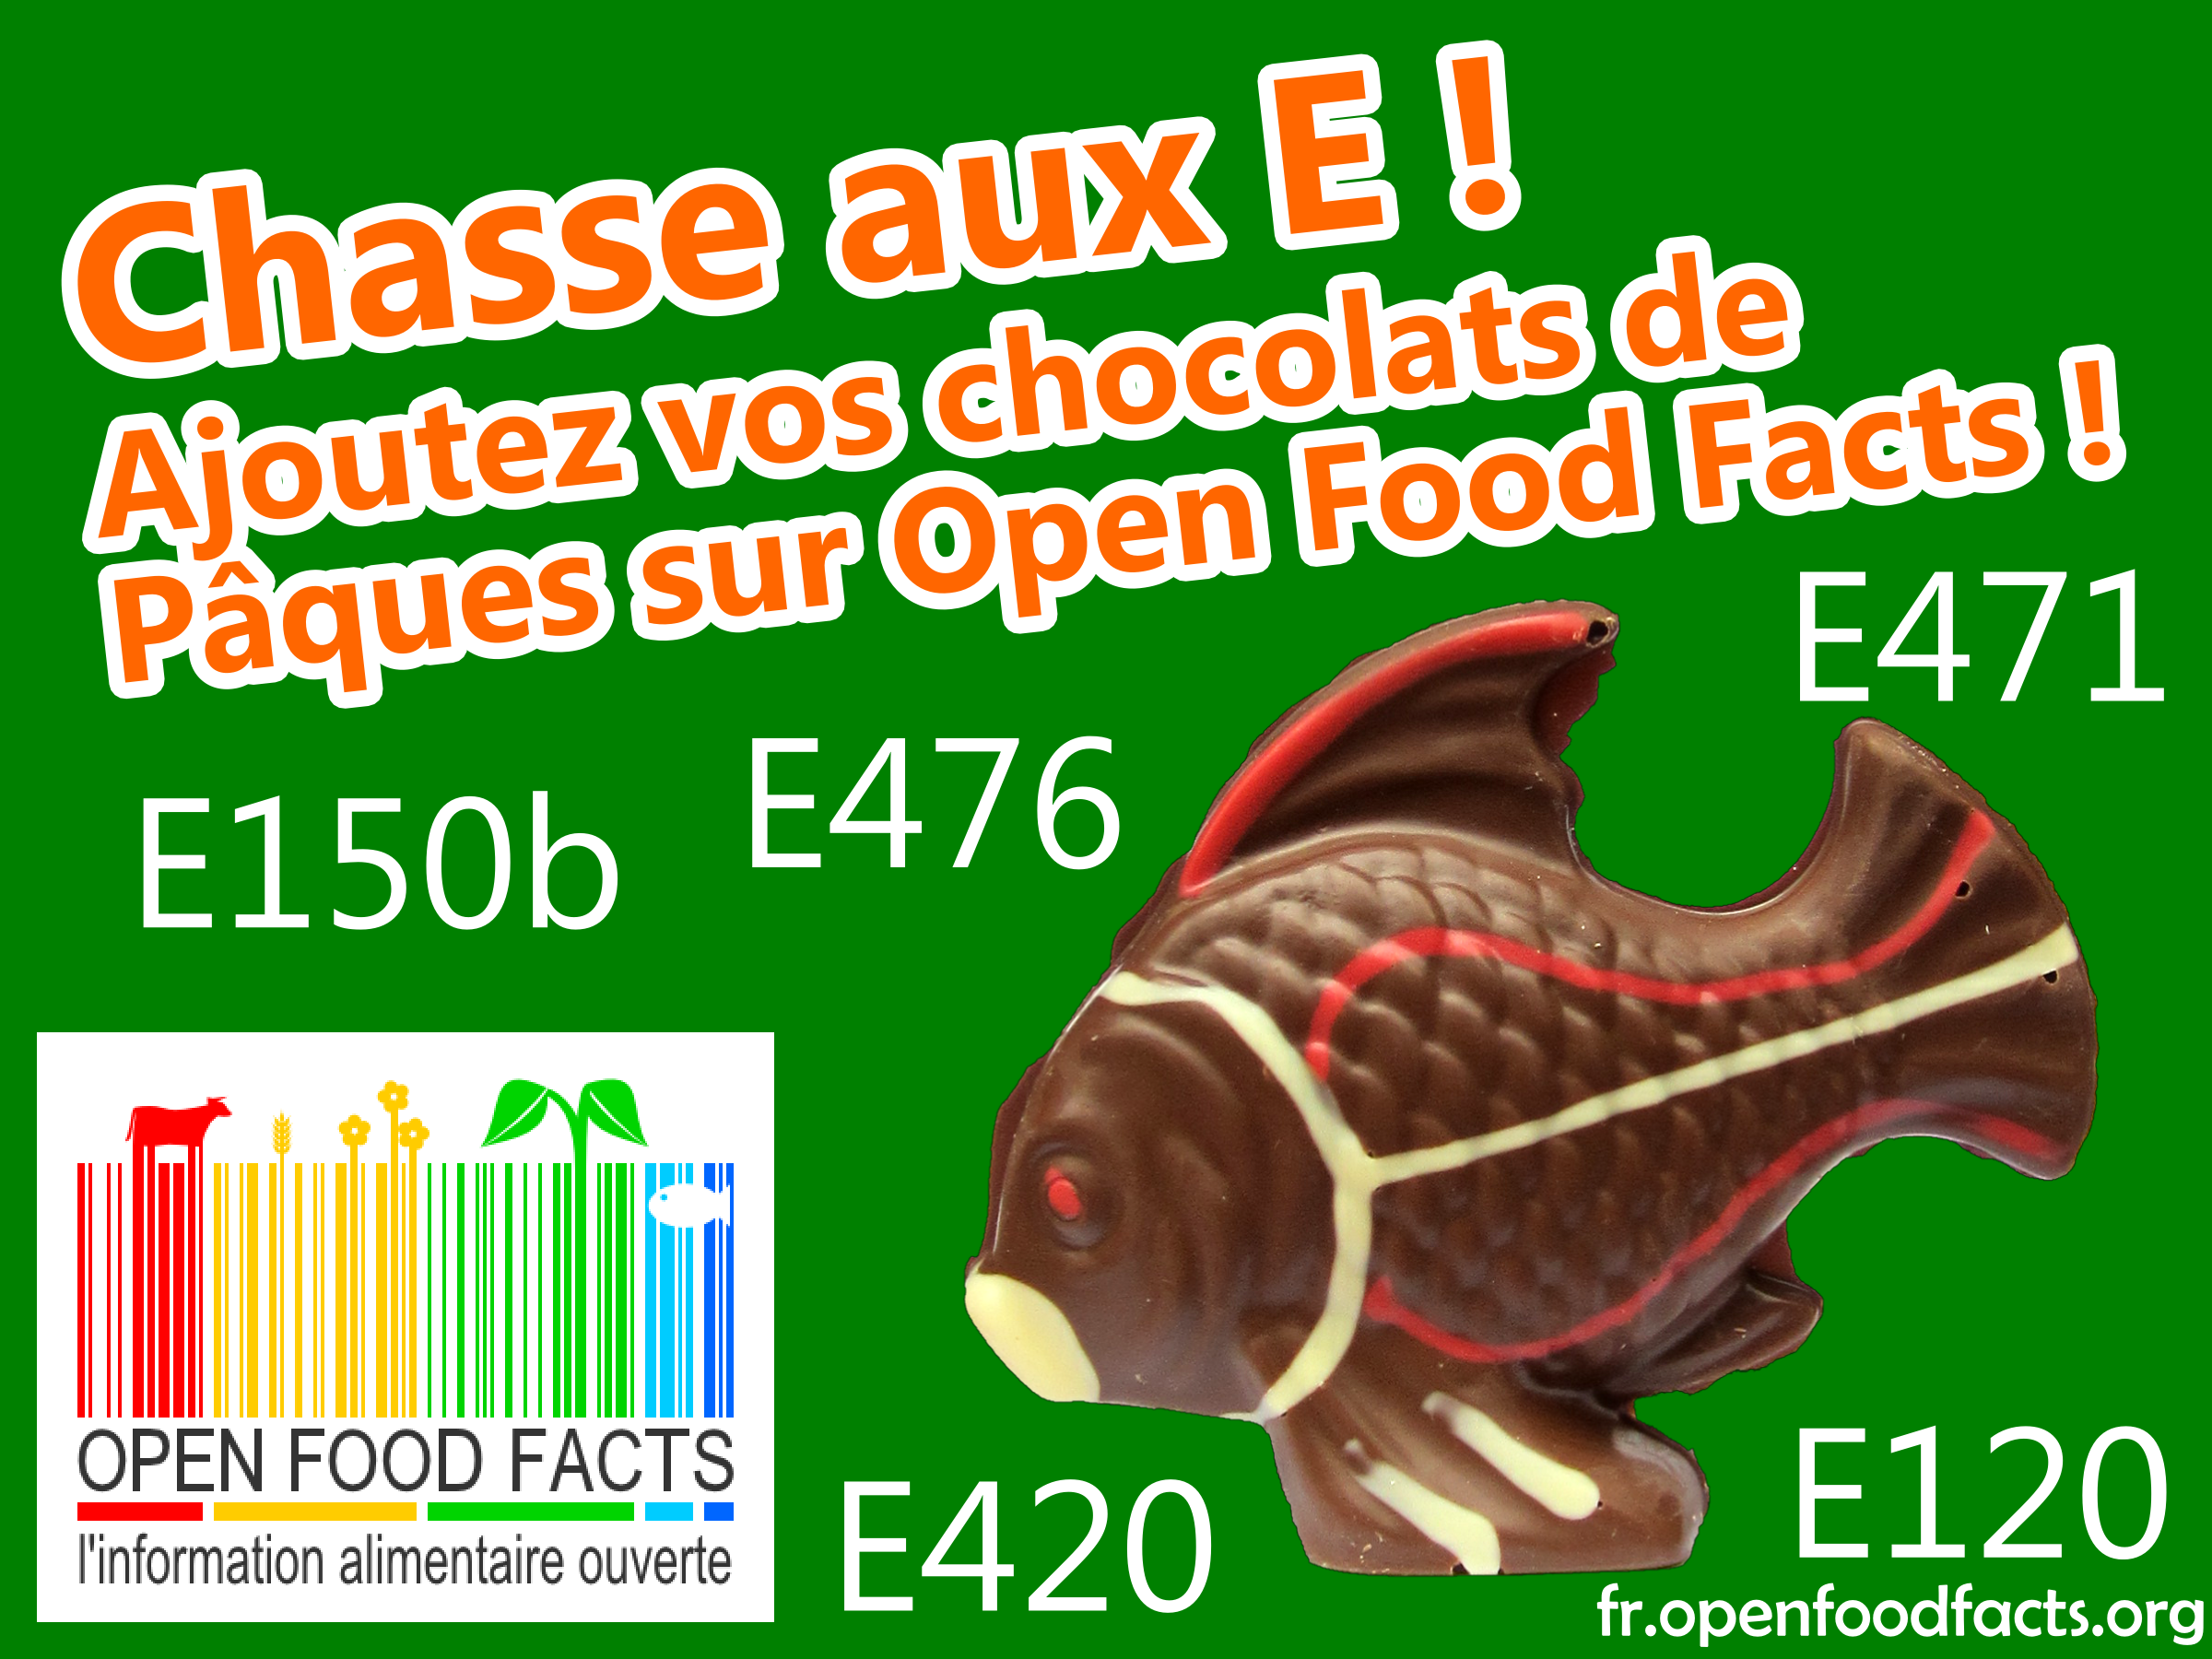 Chasse aux E !
Ajoutez vos chocolats de
Pâques sur Open Food Facts !
E471
E476
E150b
OPEN FOOD FACTS
l'information alimentaire ouverte
E420
E120
fr.openfoodfacts.org